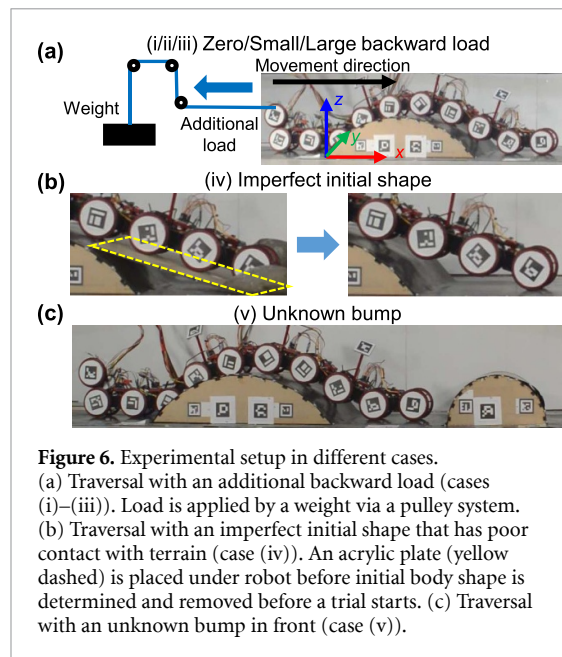 (a)
(i/ii/iii) Zero/Small/Large backward load
Movement direction
Weight
Additional
load
z
y
x
(b)
(iv) Imperfect initial shape
(c)
(v) Unknown bump
Figure 6. Experimental setup in different cases.
(a) Traversal with an additional backward load (cases
(i)–(iii)). Load is applied by a weight via a pulley system.
(b) Traversal with an imperfect initial shape that has poor
contact with terrain (case (iv)). An acrylic plate (yellow
dashed) is placed under robot before initial body shape is
determined and removed before a trial starts. (c) Traversal
with an unknown bump in front (case (v)).